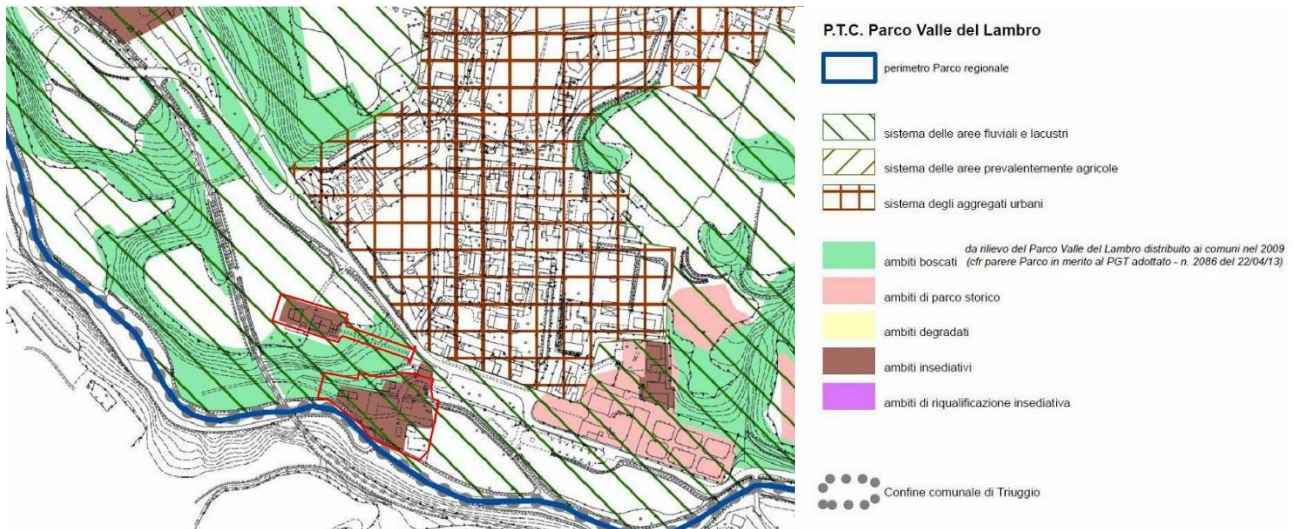 P.T.C. Parco Valle del Lambro
perimetro Parco regionale
sistema delle aree fluviali e lacustri
sistema delle aree prevalentemente agricole
sistema degli aggregati urbani
ambiti boscati
da rilievo del Parco Valle del Lambro distribuito ai comuni nel 2009
(cfr parere Parco in merito al PGT adottato - n. 2086 del 22/04/13)
ambiti di parco storico
ambiti degradati
ambiti insediativi
ambiti di riqualificazione insediativa
Confine comunale di Triuggio